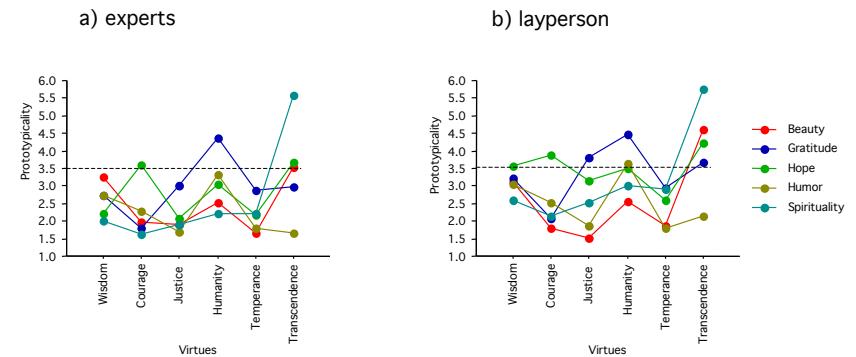 a) experts
Prototypicality
6.0
5.5
5.0
4.5
4.0
3.5
3.0
2.5
2.0
1.5
1.0
Wisdom
Courage
Justice
Humanity
Temperance
Transcendence
Virtues
b) layperson
Prototypicality
6.0
5.5
5.0
4.5
4.0
3.5
3.0
2.5
2.0
1.5
1.0
Wisdom
Courage
Justice
Humanity
Temperance
Transcendence
Virtues
Beauty
Gratitude
Hope
Humor
Spirituality